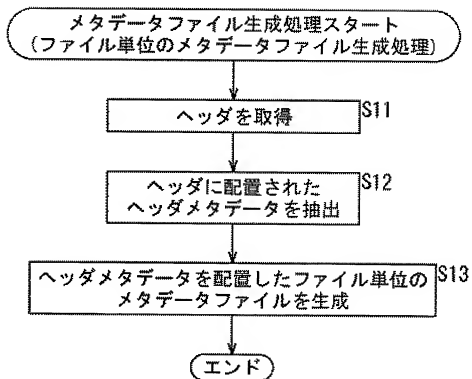 メタデータファイル生成処理スタート
(ファイル単位のメタデータファイル生成処理)
ヘッダを取得
S11
ヘッダに配置された
ヘッダメタデータを抽出
S12
ヘッダメタデータを配置したファイル単位の
メタデータファイルを生成
S13
エンド